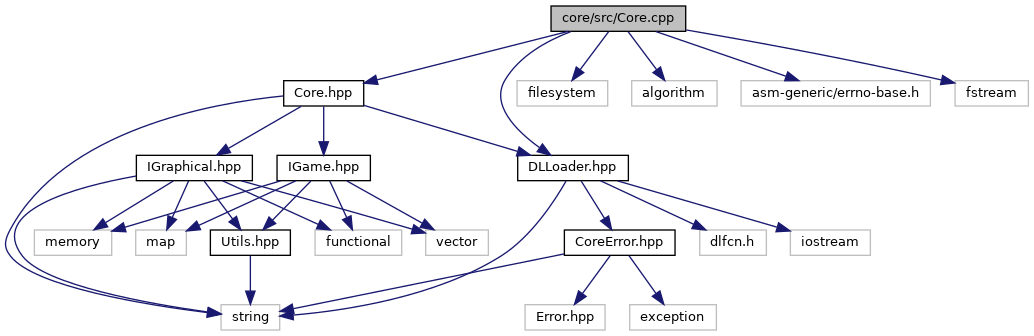 core/src/Core.cpp
Core.hpp
filesystem
algorithm
asm-generic/errno-base.h
fstream
IGraphical.hpp
IGame.hpp
DLLoader.hpp
memory
map
Utils.hpp
functional
vector
CoreError.hpp
dlfcn.h
iostream
string
Error.hpp
exception